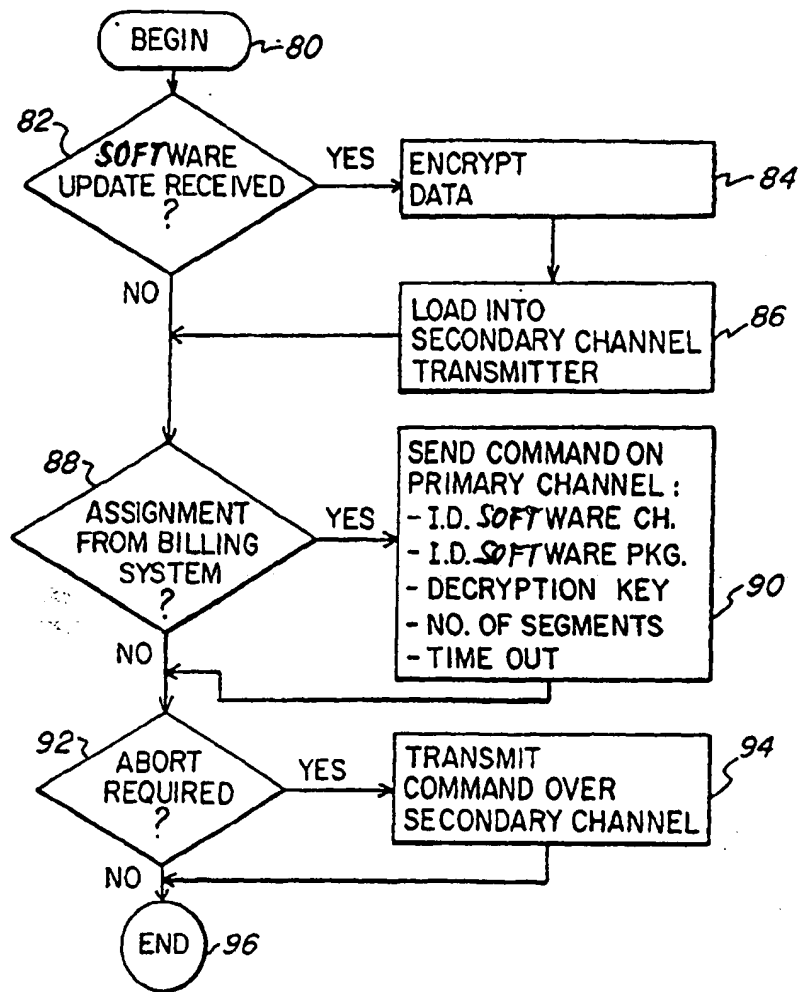 BEGIN
80
82
SOFTWARE
UPDATE RECEIVED
?
YES
ENCRYPT
DATA
84
NO
LOAD INTO
SECONDARY CHANNEL
TRANSMITTER
86
88
ASSIGNMENT
FROM BILLING
SYSTEM
?
YES
SEND COMMAND ON
PRIMARY CHANNEL :
- I.D. SOFTWARE CH.
- I.D. SOFTWARE PKG.
- DECRYPTION KEY
- NO. OF SEGMENTS
- TIME OUT
90
NO
92
ABORT
REQUIRED
?
YES
TRANSMIT
COMMAND OVER
SECONDARY CHANNEL
94
NO
END
96